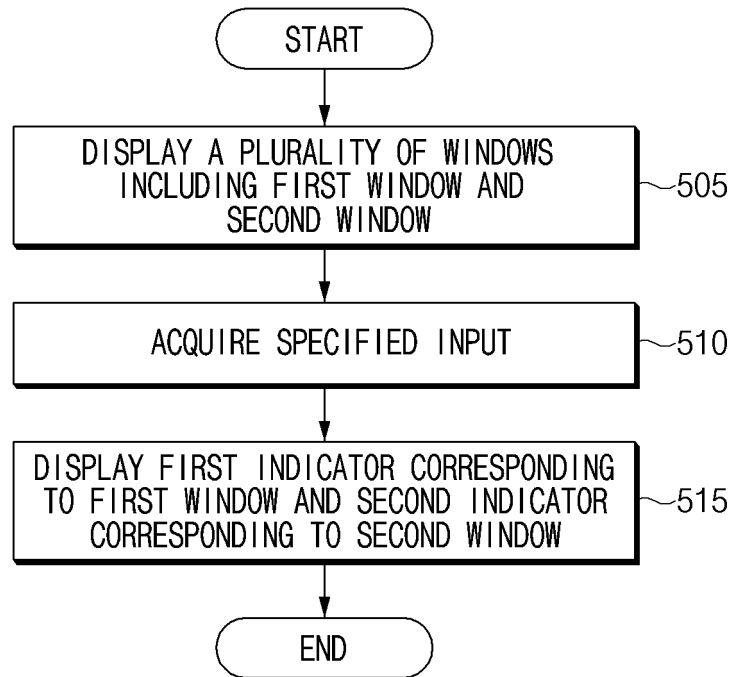 START
DISPLAY A PLURALITY OF WINDOWS
INCLUDING FIRST WINDOW AND
SECOND WINDOW
505
ACQUIRE SPECIFIED INPUT
510
DISPLAY FIRST INDICATOR CORRESPONDING
TO FIRST WINDOW AND SECOND INDICATOR
CORRESPONDING TO SECOND WINDOW
515
END